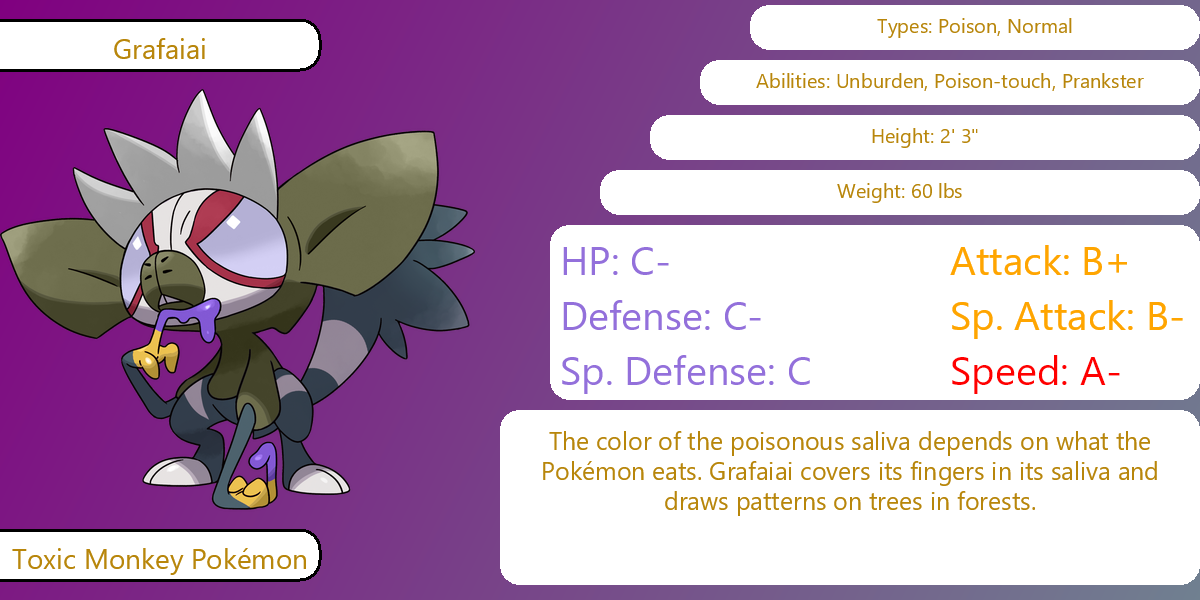 Grafaiai
Types: Poison, Normal
Abilities: Unburden, Poison-touch, Prankster
Height: 2' 3"
Weight: 60 lbs
HP: C-
Attack: B+
Defense: C-
Sp. Attack: B-
Sp. Defense: C
Speed: A-
The color of the poisonous saliva depends on what the
Pokémon eats. Grafaiai covers its fingers in its saliva and
draws patterns on trees in forests.
Toxic Monkey Pokémon